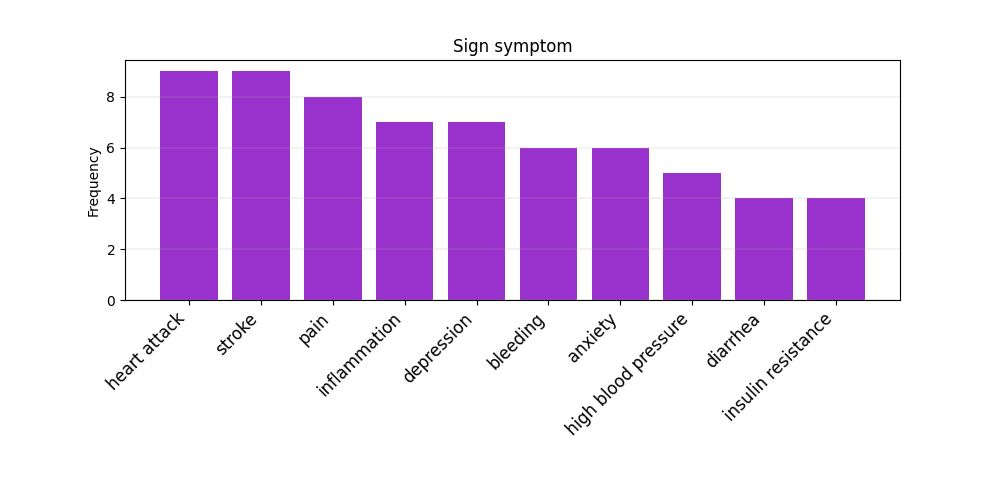 Sign symptom
Frequency
8
6
4
2
0
heart attack
stroke
pain
inflammation
depression
bleeding
anxiety
high blood pressure
diarrhea
insulin resistance